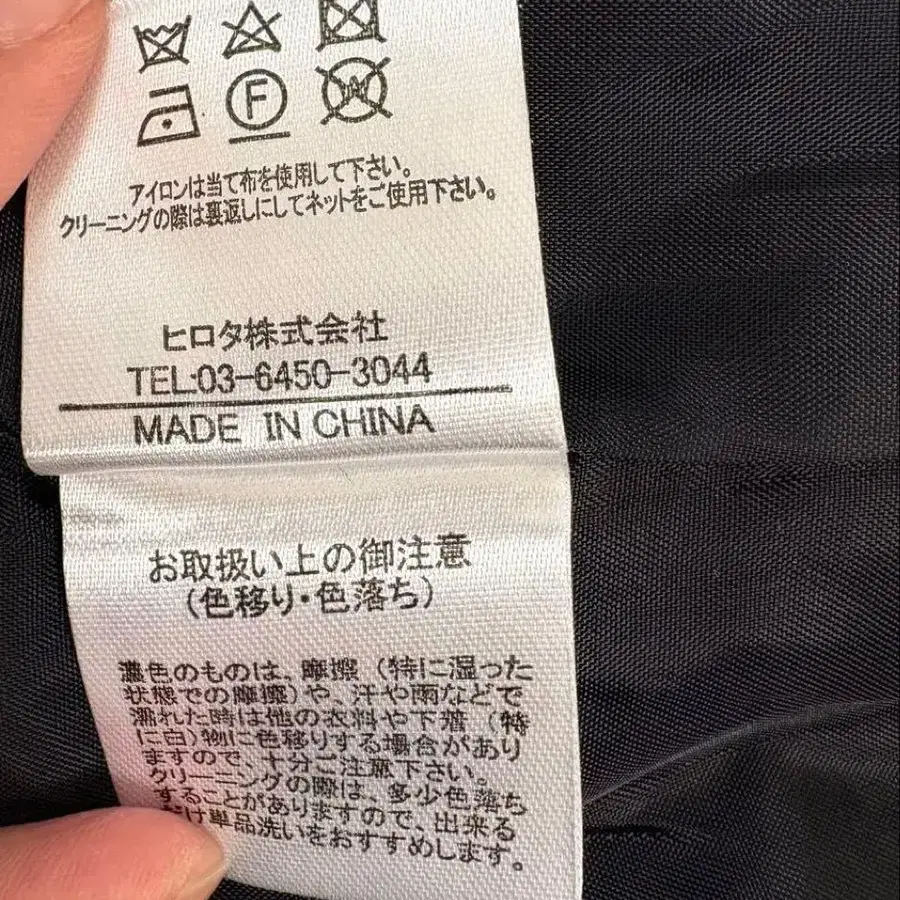 F
W
アイロンは当て布を使用して下さい。
クリーニングの際は裏返しにしてネットをご使用下さい。
ヒロタ株式会社
TEL:03-6450-3044
MADE IN CHINA
お取扱い上の御注意
(色移り・色落ち)
濃色のものは、摩擦(特に湿った
状態での摩擦)や、汗や雨などで
濡れた時は他の衣料や下着(特
に白)物に色移りする場合があり
ますので、十分ご注意下さい。
クリーニングの際は、多少色落ち
することがありますので、出来る
だけ単品洗いをおすすめします。